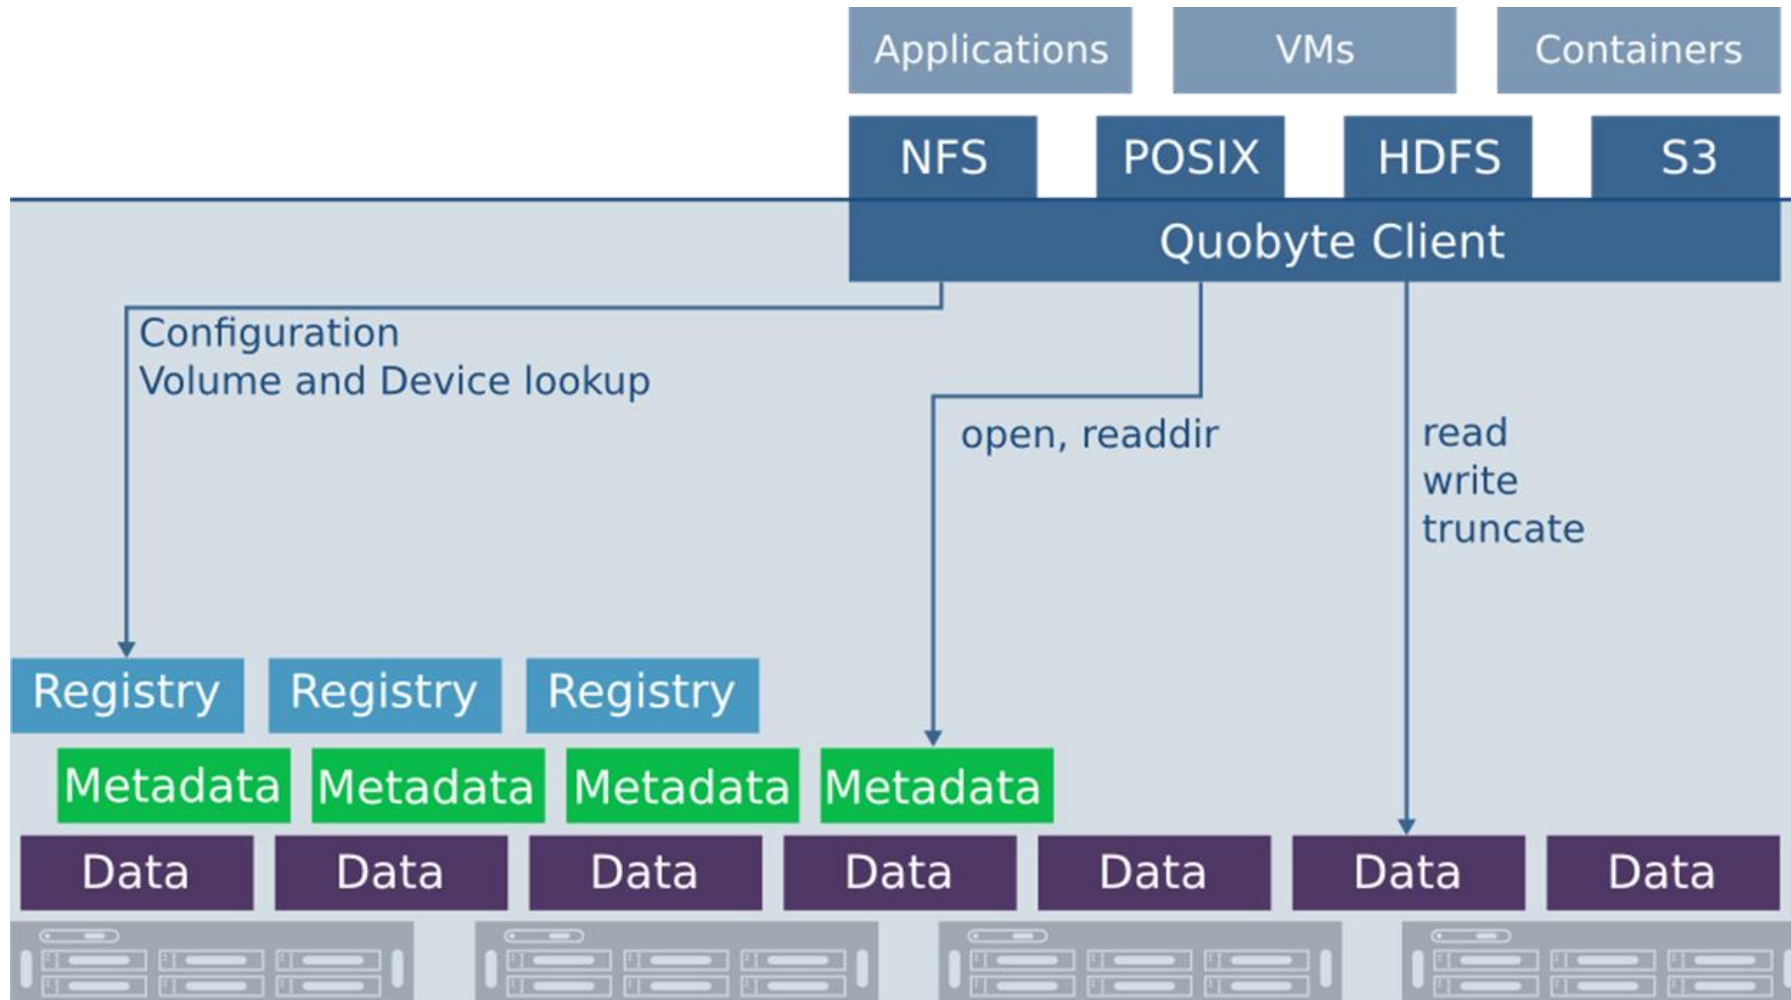 Applications VMs Containers
NFS POSIX HDFS S3
Quobyte Client
Configuration
Volume and Device lookup
open, readdir
read
write
truncate
Registry Registry Registry
Metadata Metadata Metadata Metadata
Data Data Data Data Data Data Data